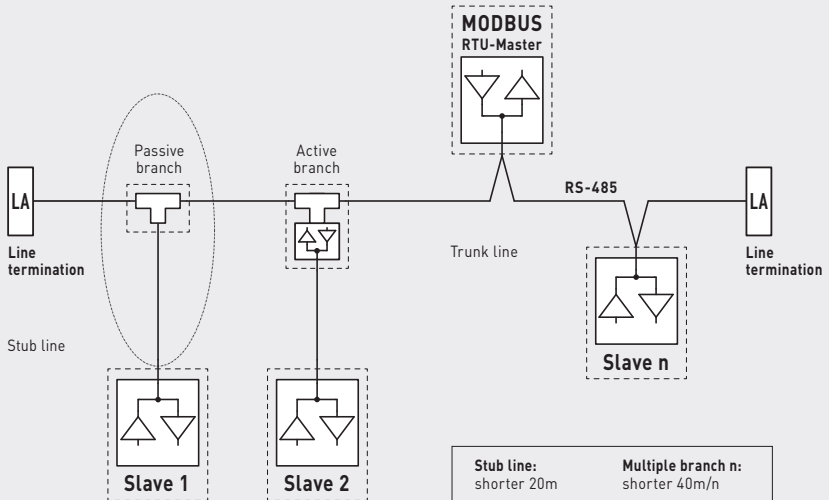 MODBUS
RTU-Master
Passive
branch
Active
branch
LA
RS-485
LA
Line
termination
Trunk line
Line
termination
Stub line
Slave n
Slave 1
Slave 2
Stub line:
shorter 20m
Multiple branch n:
shorter 40m/n